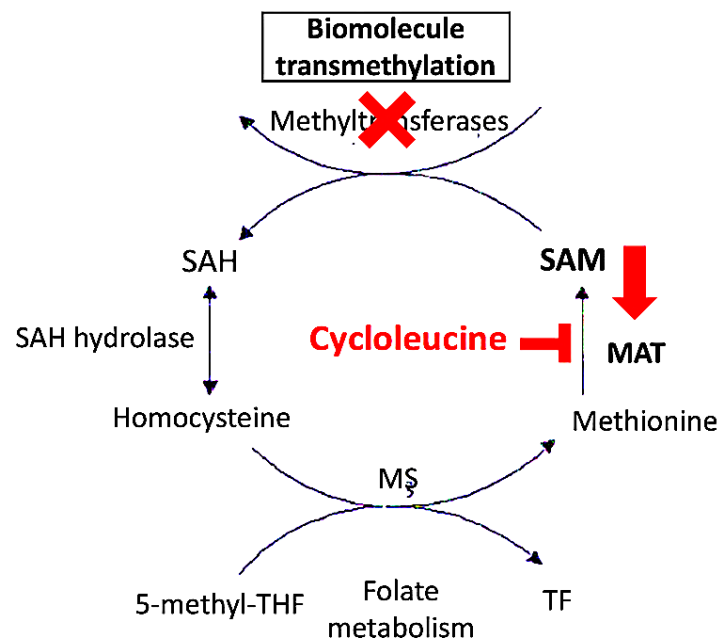 Biomolecule
transmethylation
Methyltransferases
SAH
SAM
SAH hydrolase
Cycloleucine
MAT
Homocysteine
Methionine
MS
5-methyl-THF
Folate
metabolism
TF